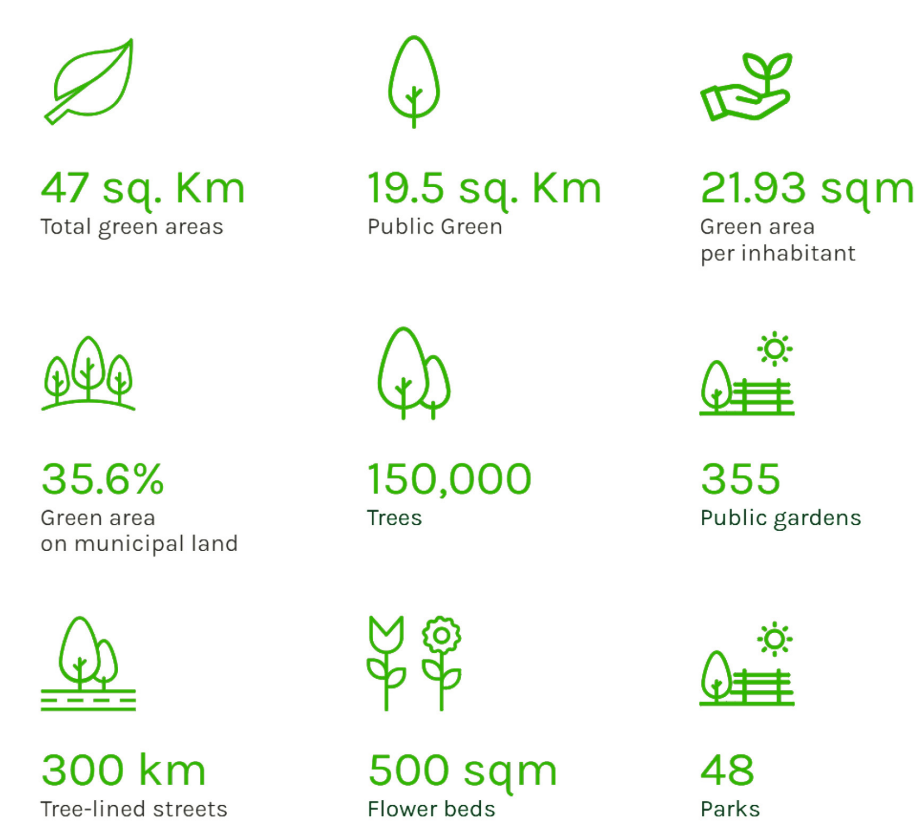 47 sq. Km
Total green areas
19.5 sq. Km
Public Green
21.93 sqm
Green area
per inhabitant
35.6%
Green area
on municipal land
150,000
Trees
355
Public gardens
300 km
Tree-lined streets
500 sqm
Flower beds
48
Parks